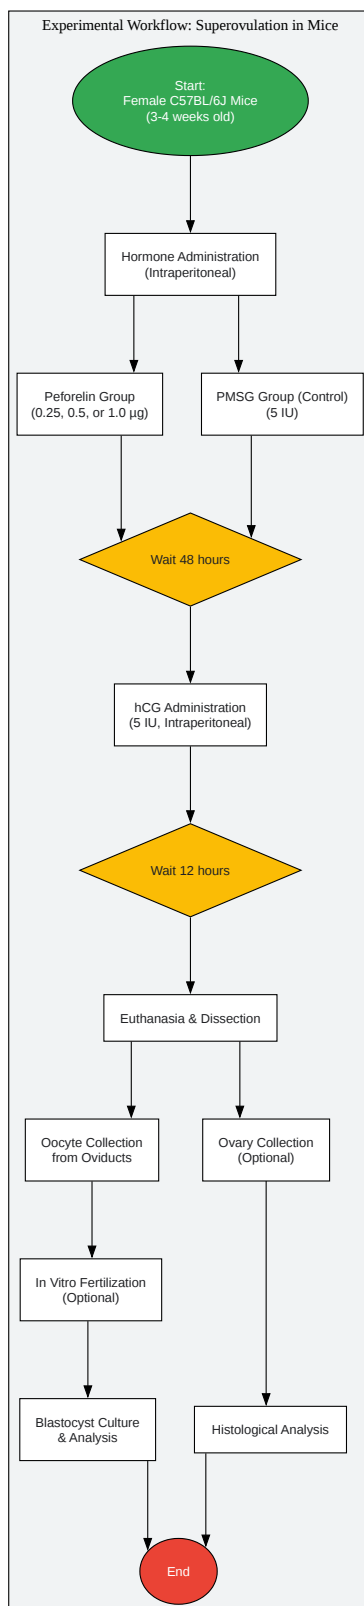 Experimental Workflow: Superovulation in Mice
Start:
Female C57BL/6J Mice
(3-4 weeks old)
Hormone Administration
(Intraperitoneal)
Peforelin Group
(0.25, 0.5, or 1.0 µg)
PMSG Group (Control)
(5 IU)
Wait 48 hours
hCG Administration
(5 IU, Intraperitoneal)
Wait 12 hours
Euthanasia & Dissection
Oocyte Collection
from Oviducts
Ovary Collection
(Optional)
In Vitro Fertilization
(Optional)
Blastocyst Culture
& Analysis
Histological Analysis
End